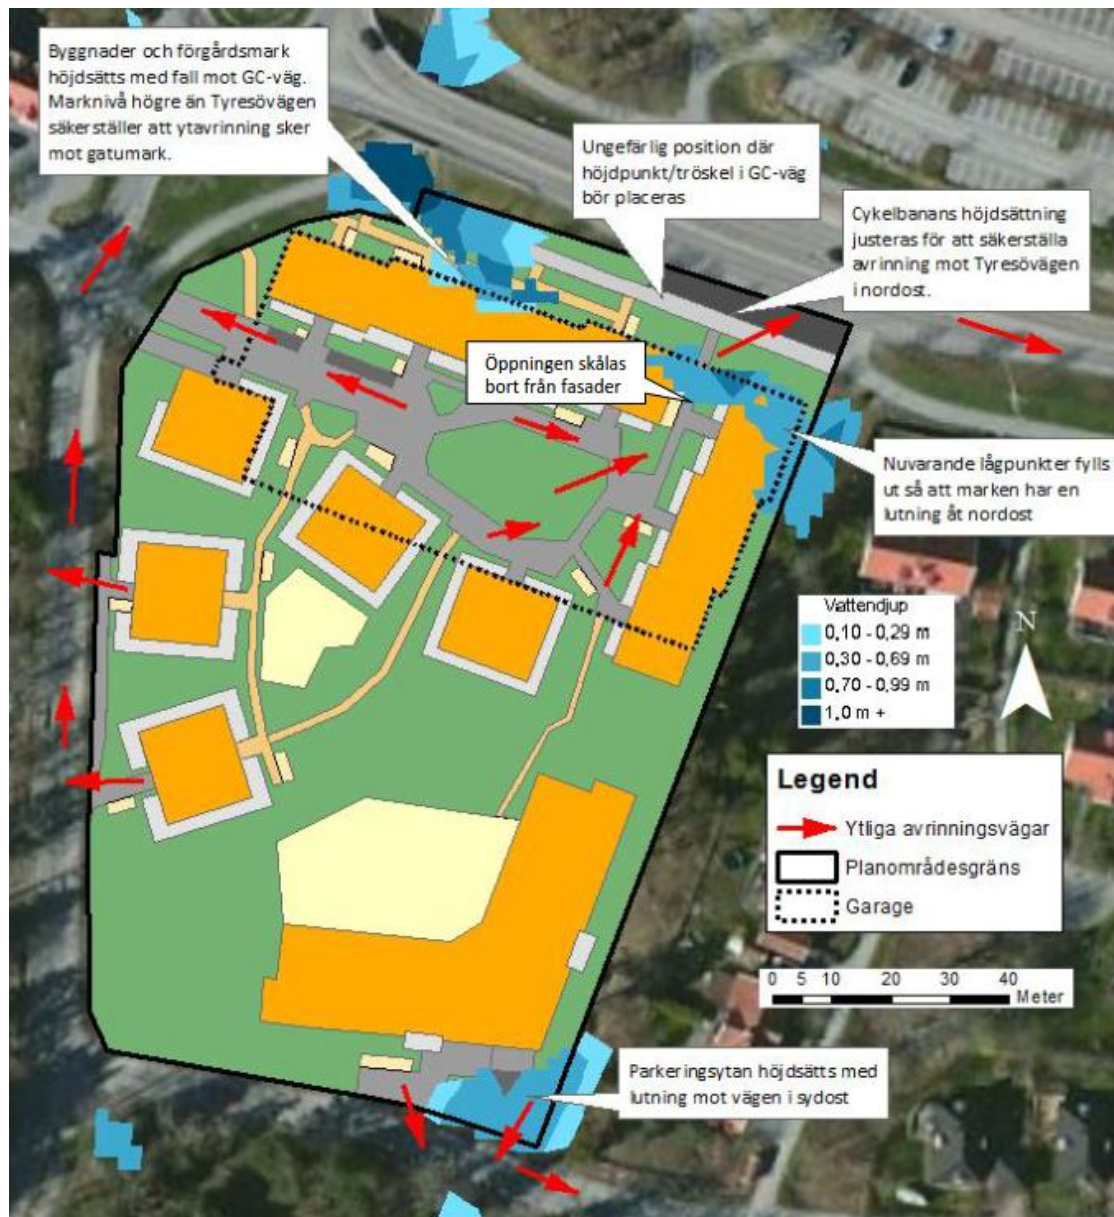 Byggnader och förgårdsmark
höjdsätts med fall mot GC-väg.
Marknivå högre än Tyresövägen
säkerställer att ytavrinning sker
mot gatumark.
Ungefärlig position där
höjdpunkt/tröskel i GC-väg
bör placeras
Cykelbanans höjdsättning
justeras för att säkerställa
avrinning mot Tyresövägen
i nordost.
Öppningen skålas
bort från fasader
Nuvarande lågpunkter fylls
ut så att marken har en
lutning åt nordost
Vattendjup
0,10 - 0,29 m
0,30 - 0,69 m
0,70 - 0,99 m
1,0 m +
N
Legend
Ytliga avrinningsvägar
Planområdesgräns
Garage
0 5 10 20 30 40
Meter
Parkeringsytan höjdsätts med
lutning mot vägen i sydost